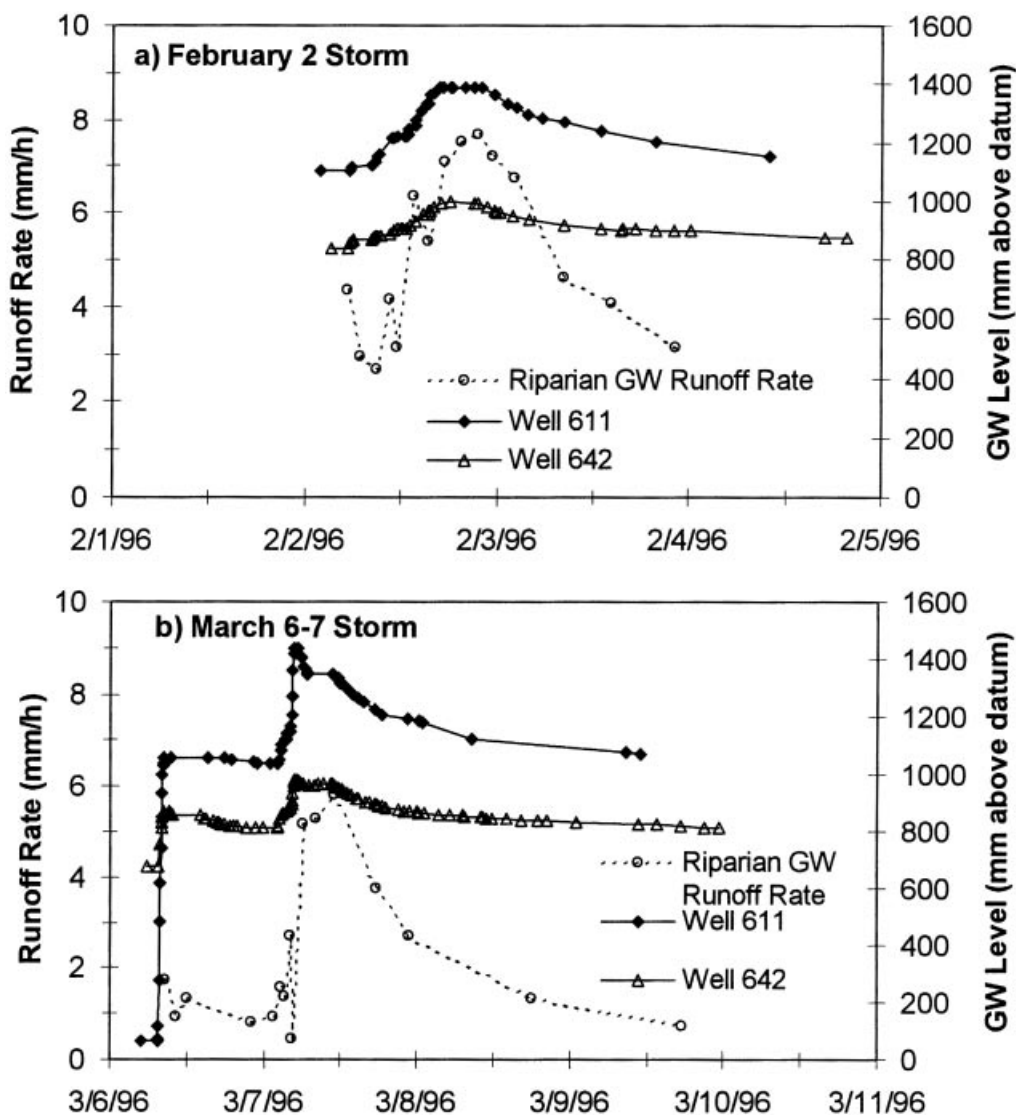 a) February 2 Storm
Runoff Rate (mm/h)
10
8
6
4
2
0
GW Level (mm above datum)
1600
1400
1200
1000
800
600
400
200
0
Riparian GW Runoff Rate
Well 611
Well 642
2/1/96 2/2/96 2/3/96 2/4/96 2/5/96
b) March 6-7 Storm
Runoff Rate (mm/h)
10
8
6
4
2
0
GW Level (mm above datum)
1600
1400
1200
1000
800
600
400
200
0
Riparian GW
Runoff Rate
Well 611
Well 642
3/6/96 3/7/96 3/8/96 3/9/96 3/10/96 3/11/96